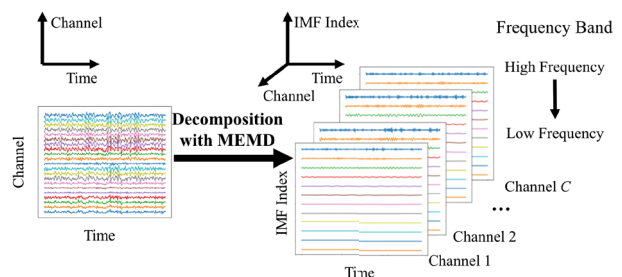 Channel
Time
IMF Index
Time
Channel
Frequency Band
High Frequency
Low Frequency
Decomposition
with MEMD
Channel
Time
IMF Index
Time
Channel 1
Channel 2
...
Channel C